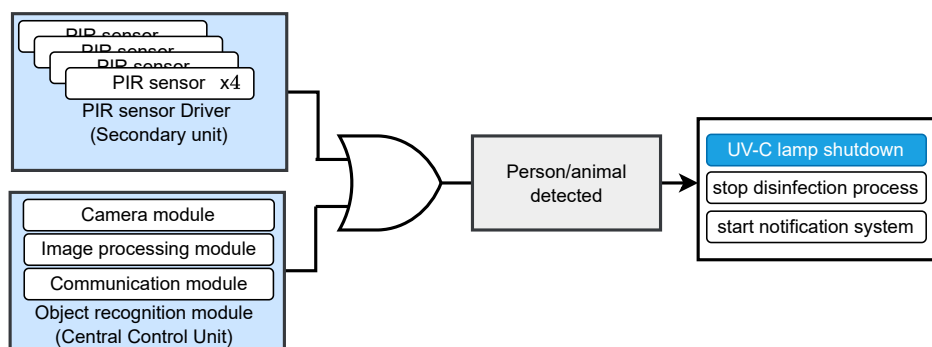 PIR sensor
PIR sensor
PIR sensor
PIR sensor x4
PIR sensor Driver
(Secondary unit)
Camera module
Image processing module
Communication module
Object recognition module
(Central Control Unit)
Person/animal
detected
UV-C lamp shutdown
stop disinfection process
start notification system